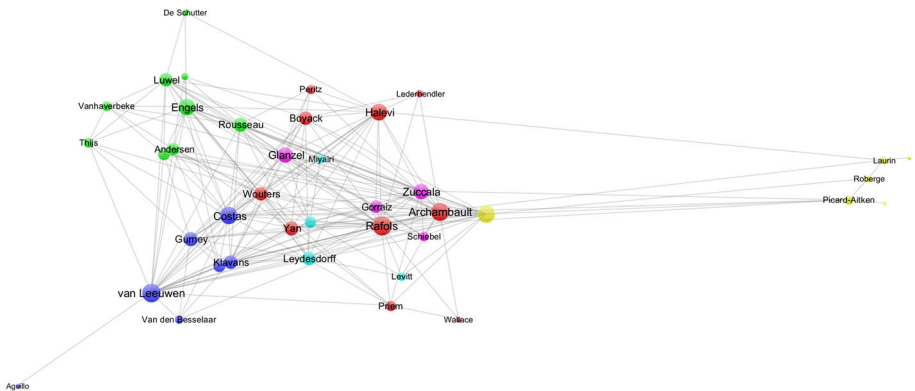 De Schutter
Luwel
Vanhaverbeke
Engels
Peritz
Lederbendler
Halevi
Rousseau
Boyack
Thijs
Andersen
Glanzel
Miyairi
Laurin
Roberge
Zuccala
Wouters
Picard-Aitken
Gorraiz
Archambault
Costas
Yan
Rafols
Gurney
Schiebel
Klavans
Leydesdorff
Levitt
van Leeuwen
Priem
Van den Besselaar
Wallace
Aguillo